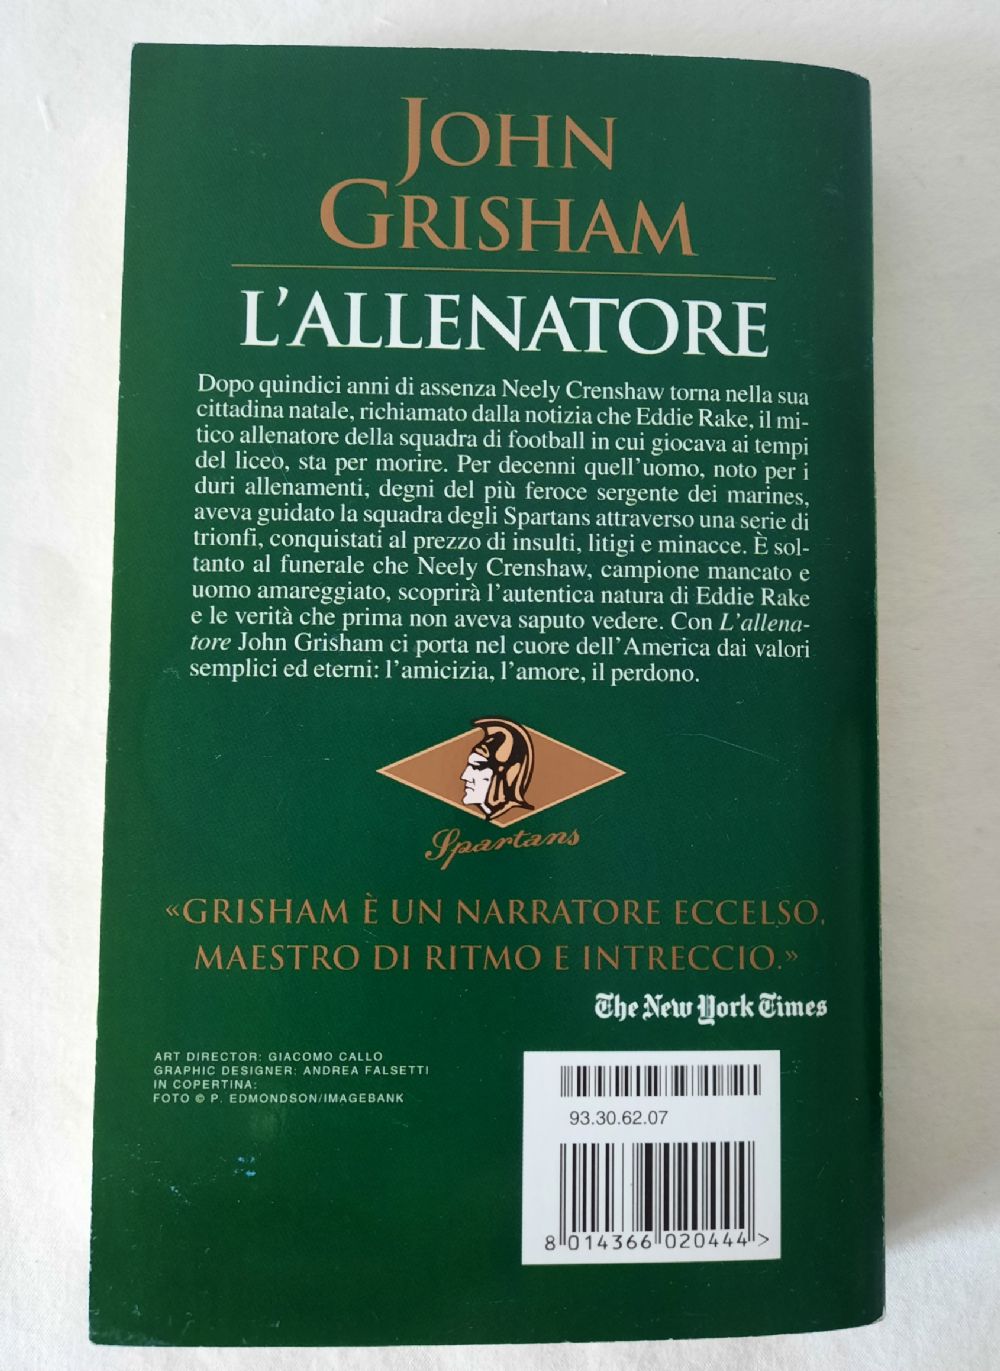 JOHN
GRISHAM
L'ALLENATORE
Dopo quindici anni di assenza Neely Crenshaw torna nella sua
cittadina natale, richiamato dalla notizia che Eddie Rake, il mi-
tico allenatore della squadra di football in cui giocava ai tempi
del liceo, sta per morire. Per decenni quell'uomo, noto per i
duri allenamenti, degni del più feroce sergente dei marines,
aveva guidato la squadra degli Spartans attraverso una serie di
trionfi, conquistati al prezzo di insulti, litigi e minacce. È sol-
tanto al funerale che Neely Crenshaw, campione mancato e
uomo amareggiato, scoprirà l'autentica natura di Eddie Rake
e le verità che prima non aveva saputo vedere. Con L'allena-
tore John Grisham ci porta nel cuore dell'America dai valori
semplici ed eterni: l'amicizia, l'amore, il perdono.
Spartans
«GRISHAM È UN NARRATORE ECCELSO,
MAESTRO DI RITMO E INTRECCIO.»
The New York Times
ART DIRECTOR: GIACOMO CALLO
GRAPHIC DESIGNER: ANDREA FALSETTI
IN COPERTINA:
FOTO © P. EDMONDSON/IMAGEBANK
93.30.62.07
8 014366 020444 >